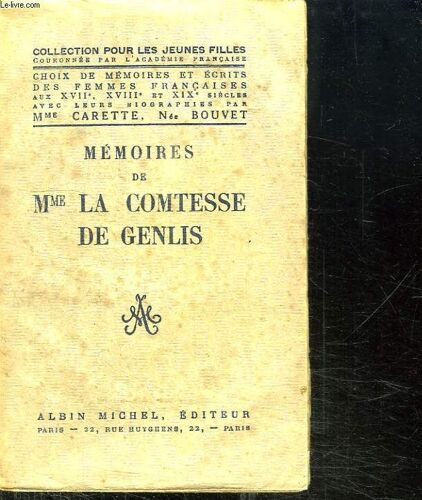 Le-livre.com
COLLECTION POUR LES JEUNES FILLES
COURONNÉE PAR L'ACADÉMIE FRANÇAISE
CHOIX DE MÉMOIRES ET ÉCRITS
DES FEMMES FRANÇAISES
AUX XVIIe, XVIIIe ET XIXe SIÈCLES
AVEC LEURS BIOGRAPHIES PAR
MME CARETTE, NÉE BOUVET
MÉMOIRES
DE
MME LA COMTESSE
DE GENLIS
AM
ALBIN MICHEL, ÉDITEUR
PARIS — 22, RUE HUYGHENS, 22, — PARIS